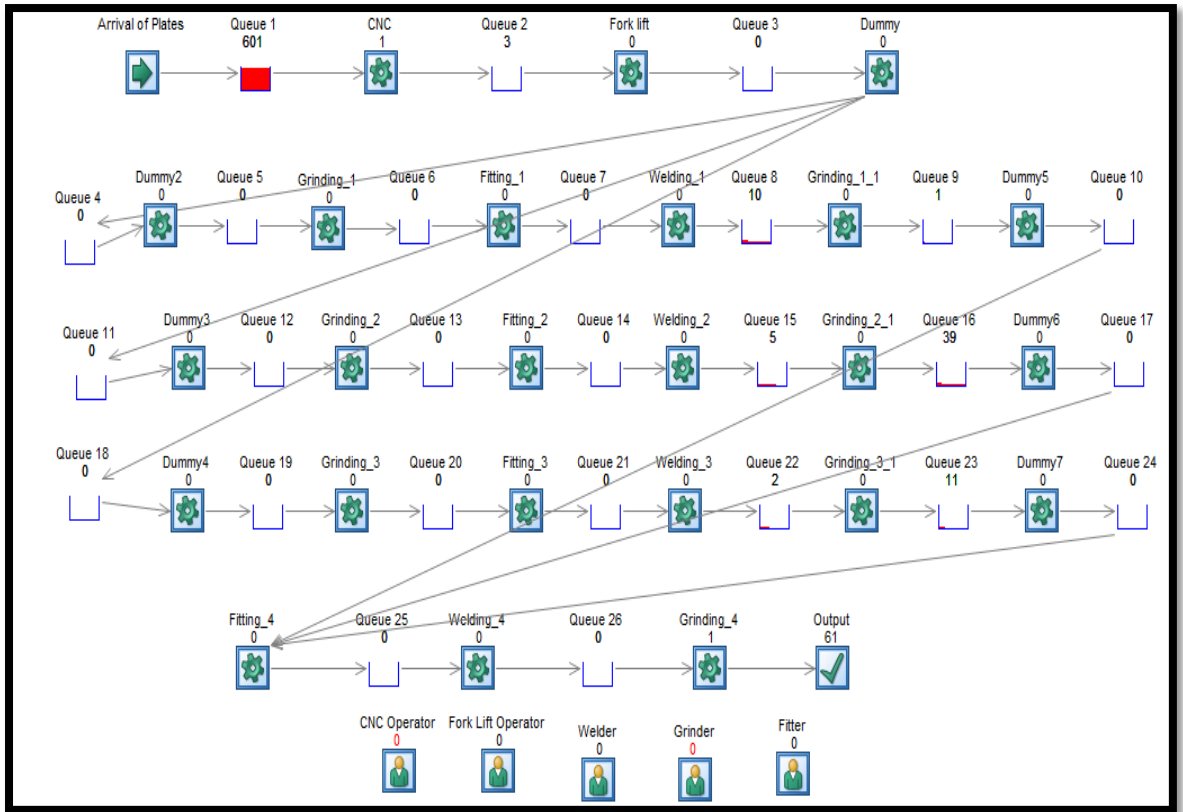 Arrival of Plates
Queue 1
601
CNC
1
Queue 2
3
Fork lift
0
Queue 3
0
Dummy
0
Queue 4
0
Dummy2
0
Queue 5
0
Grinding_1
0
Queue 6
0
Fitting_1
0
Queue 7
0
Welding_1
0
Queue 8
10
Grinding_1_1
0
Queue 9
1
Dummy5
0
Queue 10
0
Queue 11
0
Dummy3
0
Queue 12
0
Grinding_2
0
Queue 13
0
Fitting_2
0
Queue 14
0
Welding_2
0
Queue 15
5
Grinding_2_1
0
Queue 16
39
Dummy6
0
Queue 17
0
Queue 18
0
Dummy4
0
Queue 19
0
Grinding_3
0
Queue 20
0
Fitting_3
0
Queue 21
0
Welding_3
0
Queue 22
2
Grinding_3_1
0
Queue 23
11
Dummy7
0
Queue 24
0
Fitting_4
0
Queue 25
0
Welding_4
0
Queue 26
0
Grinding_4
1
Output
61
CNC Operator
0
Fork Lift Operator
0
Welder
0
Grinder
0
Fitter
0